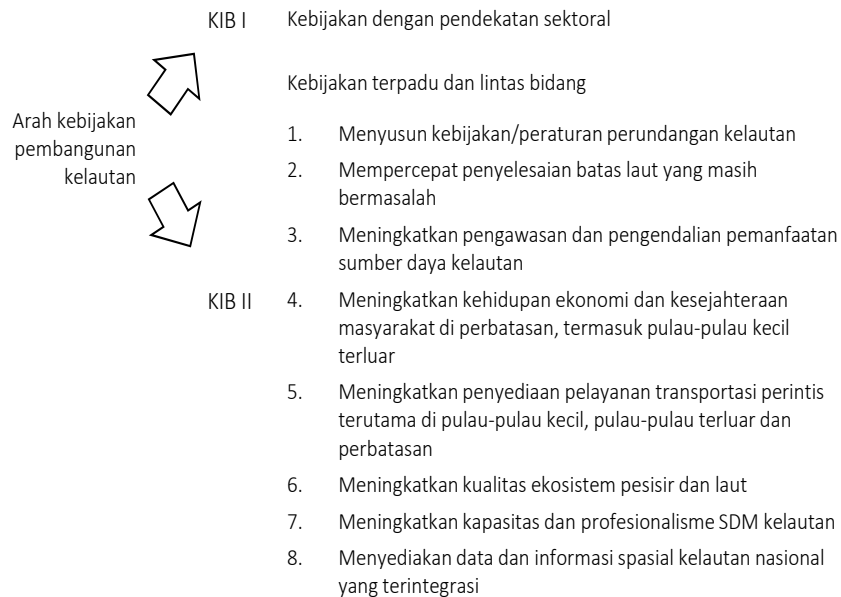 KIB I Kebijakan dengan pendekatan sektoral
Kebijakan terpadu dan lintas bidang
Arah kebijakan
pembangunan
kelautan
1. Menyusun kebijakan/peraturan perundangan kelautan
2. Mempercepat penyelesaian batas laut yang masih
bermasalah
3. Meningkatkan pengawasan dan pengendalian pemanfaatan
sumber daya kelautan
KIB II
4. Meningkatkan kehidupan ekonomi dan kesejahteraan
masyarakat di perbatasan, termasuk pulau-pulau kecil
terluar
5. Meningkatkan penyediaan pelayanan transportasi perintis
terutama di pulau-pulau kecil, pulau-pulau terluar dan
perbatasan
6. Meningkatkan kualitas ekosistem pesisir dan laut
7. Meningkatkan kapasitas dan profesionalisme SDM kelautan
8. Menyediakan data dan informasi spasial kelautan nasional
yang terintegrasi